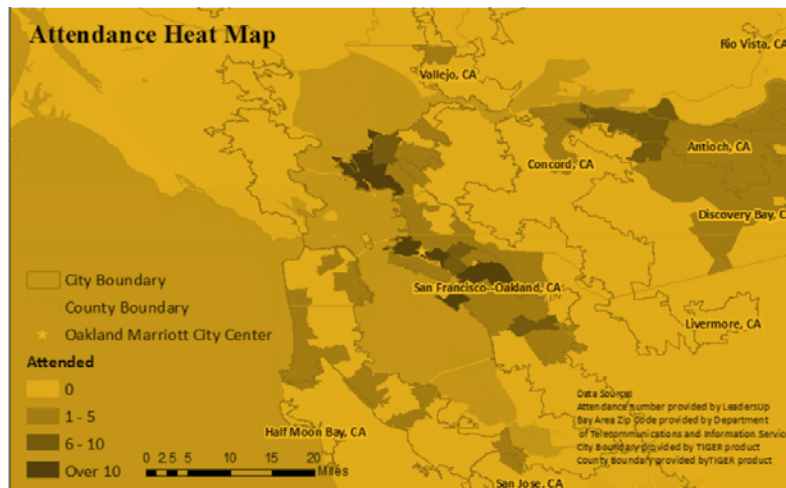 Attendance Heat Map
Rio Vista, CA
Vallejo, CA
Antioch, CA
Concord, CA
Discovery Bay, C
San Francisco--Oakland, CA
Livermore, CA
Half Moon Bay, CA
San Jose, CA
City Boundary
County Boundary
Oakland Marriott City Center
Attended
0
1 - 5
6 - 10
Over 10
0 2.5 5 10 15 20
Miles
Data Sourse:
Attendance number provided by LeadersUp
Bay Area Zip Code provided by Department
of Telecommunications and Information Service
City Boundary provided by TIGER product
County Boundary provided byTIGER product